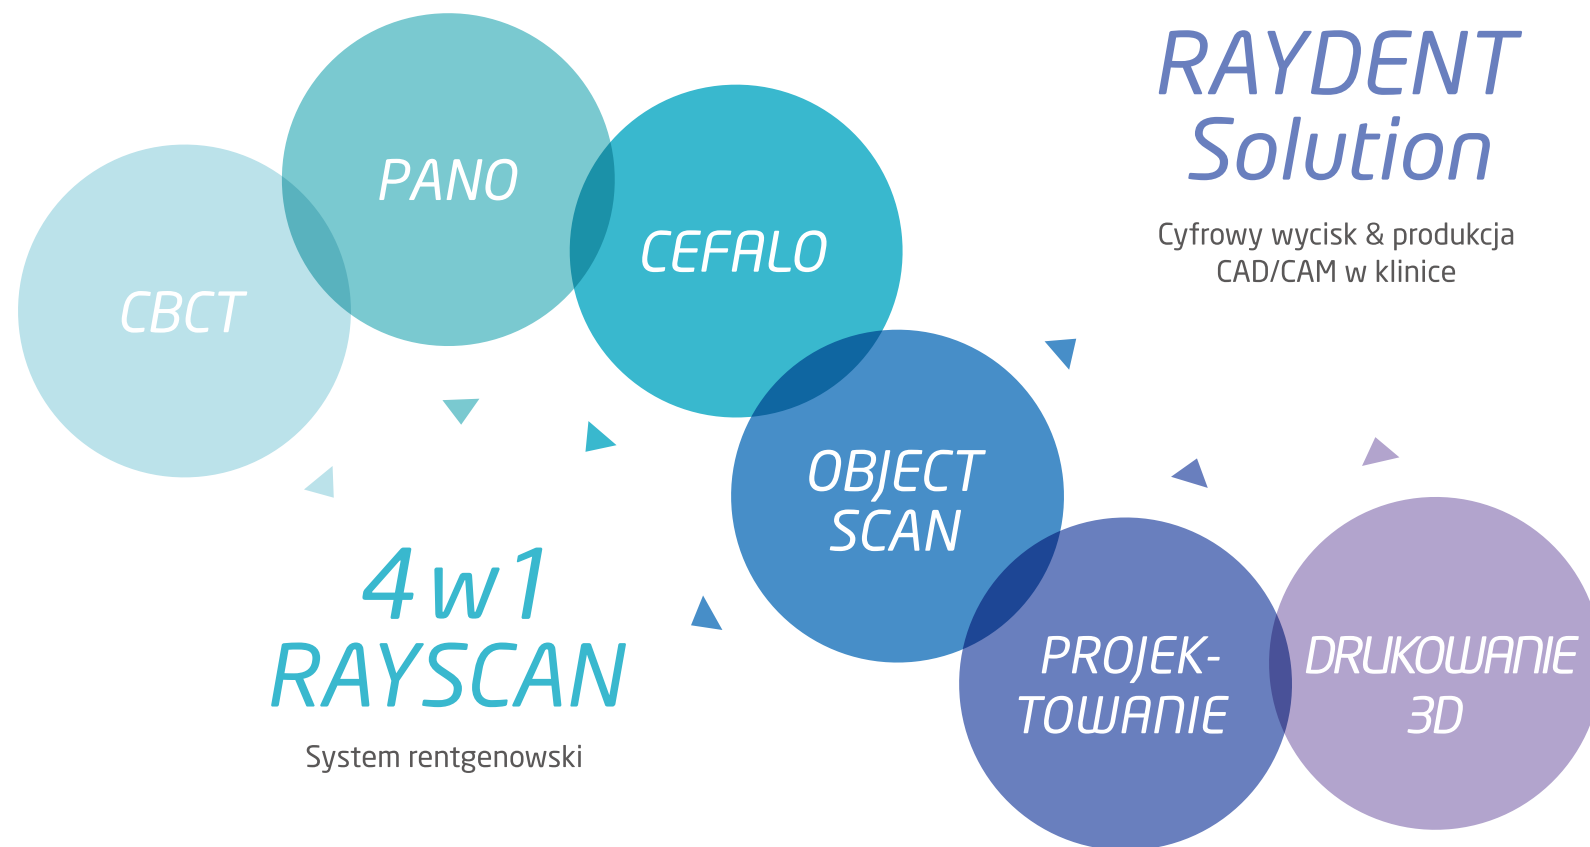 RAYDENT
Solution
Cyfrowy wycisk & produkcja
CAD/CAM w klinice
PANO
CEFALO
CBCT
OBJECT
SCAN
4 w 1
RAYSCAN
System rentgenowski
PROJEK-
TOWANIE
DRUKOWANIE
3D